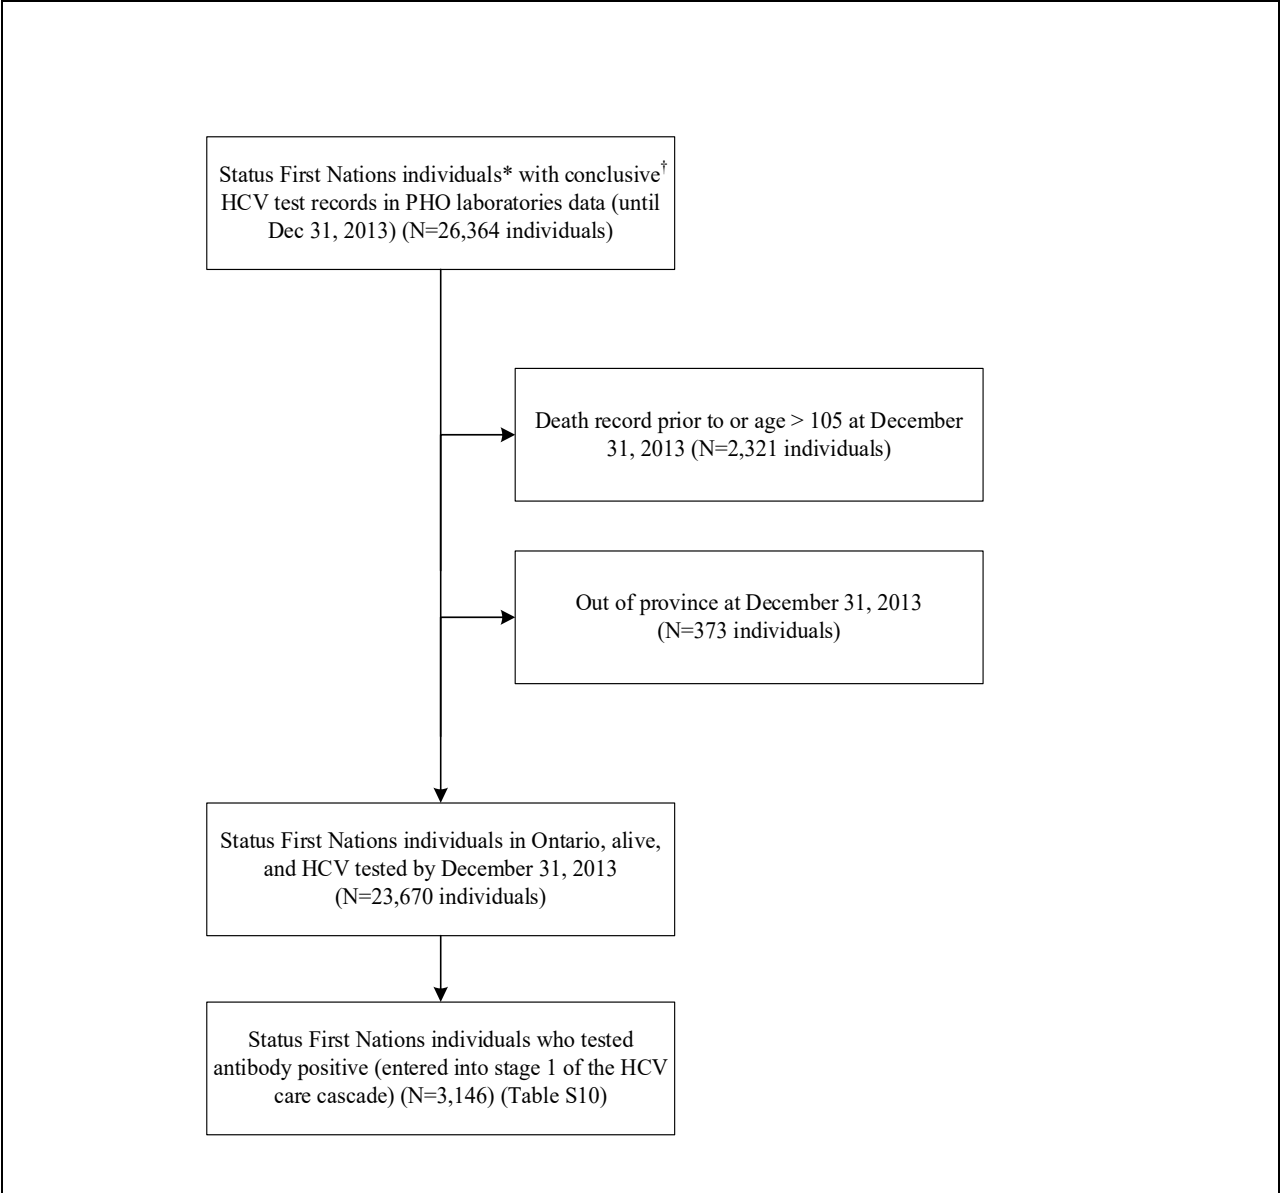 Status First Nations individuals* with conclusive†
HCV test records in PHO laboratories data (until
Dec 31, 2013) (N=26,364 individuals)
Death record prior to or age > 105 at December
31, 2013 (N=2,321 individuals)
Out of province at December 31, 2013
(N=373 individuals)
Status First Nations individuals in Ontario, alive,
and HCV tested by December 31, 2013
(N=23,670 individuals)
Status First Nations individuals who tested
antibody positive (entered into stage 1 of the HCV
care cascade) (N=3,146) (Table S10)